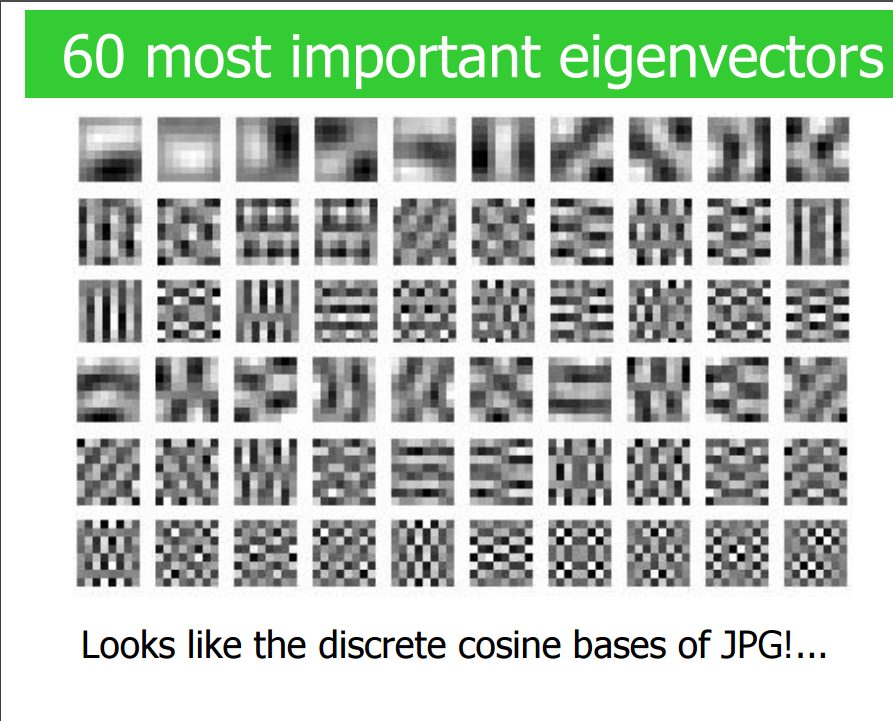 60 most important eigenvectors
Looks like the discrete cosine bases of JPG!...